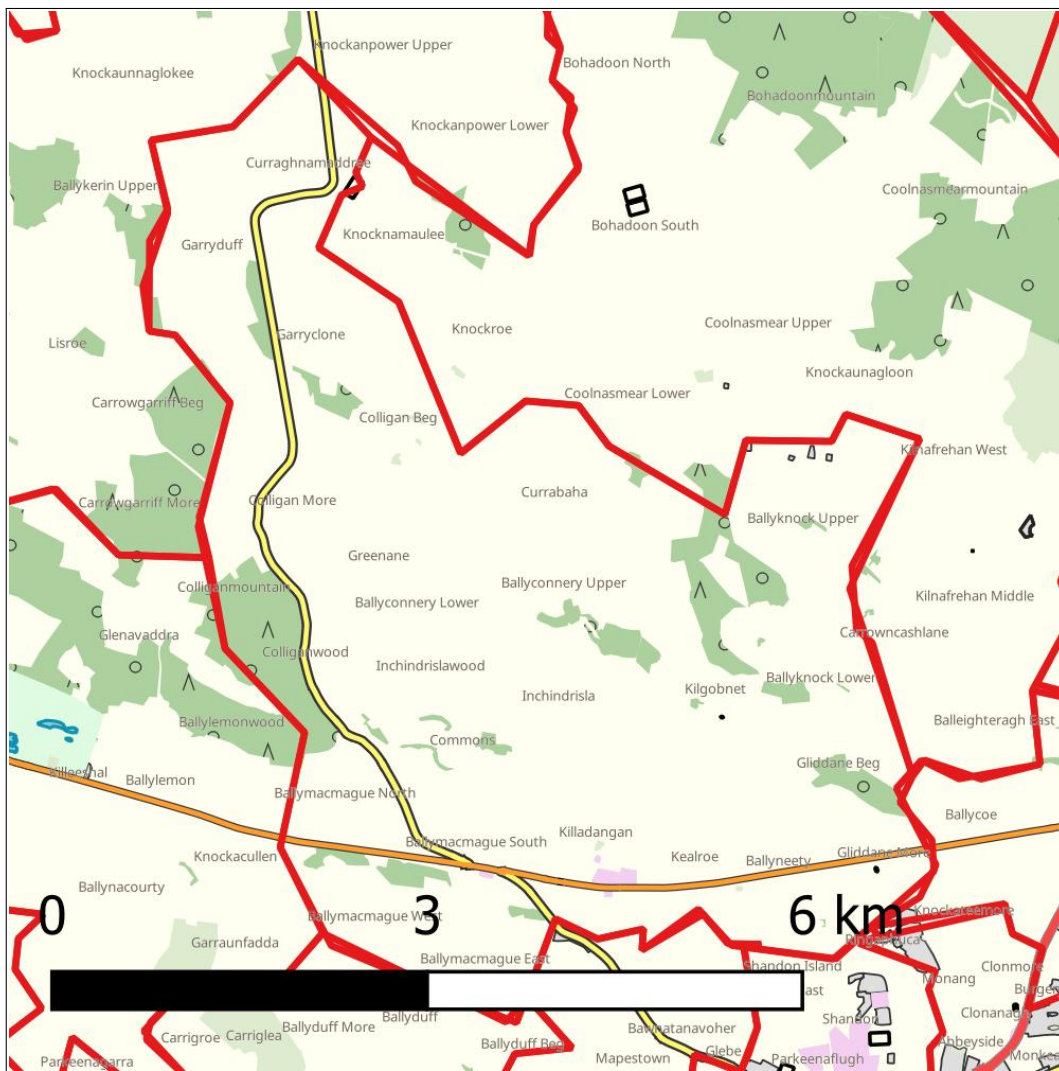 Knockanpower Upper
Bohadoon North
Knockaunnaglokee
Bohadoonmountain
Knockanpower Lower
Curraghnamaddree
Ballykerin Upper
Coolnasmearmountain
Knocknamaulee
Bohadoon South
Garryduff
Coolnasmear Upper
Knockroe
Garryclone
Lisroe
Knockaunagloon
Coolnasmear Lower
Carrowgarriff Beg
Colligan Beg
Kilnafrehan West
Currabaha
Colligan More
Carrowgarriff More
Ballyknock Upper
Greenane
Ballyconnery Upper
Colliganmountain
Kilnafrehan Middle
Ballyconnery Lower
Carrowncashlane
Glenavaddra
Colliganwood
Inchindrislawood
Ballyknock Lower
Kilgobnet
Inchindrisla
Ballylemonwood
Balleighteragh East
Commons
Gliddane Beg
Killeeshal
Ballylemon
Ballymacmague North
Ballycoe
Killadangan
Ballymacmague South
Knockacullen
Kealroe
Ballyneety
Gliddane More
Ballynacourty
0
3
6 km
Ballymacmague West
Knockateemore
Garraunfadda
Ringaphuca
Ballymacmague East
Shandon Island
Clonmore
Monang
Ballyduff
Shandon
Ballyduff More
Bawnatanavoher
Carrigroe
Carriglea
Ballyduff Beg
Glebe
Abbeyside
Mapestown
Parkeenaflugh
Parkeenagarra